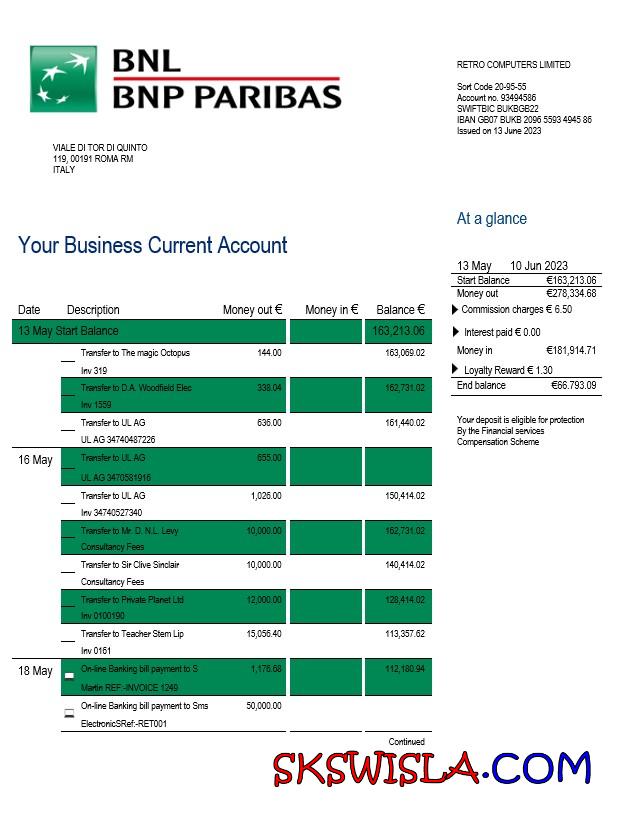 BNL
BNP PARIBAS
RETRO COMPUTERS LIMITED
Sort Code 20-95-55
Account no. 93494586
SWIFTBIC BUKBGB22
IBAN GB07 BUKB 2096 5593 4945 86
Issued on 13 June 2023
VIALE DI TOR DI QUINTO
119, 00191 ROMA RM
ITALY
At a glance
Your Business Current Account
13 May 10 Jun 2023
Start Balance €163,213.06
Money out €278,334.68
Commission charges € 6.50
Interest paid € 0.00
Money in €181,914.71
Loyalty Reward € 1.30
End balance €66.793.09
Your deposit is eligible for protection
By the Financial services
Compensation Scheme
Date Description Money out € Money in € Balance €
13 May Start Balance 163,213.06
Transfer to The magic Octopus 144.00 163,069.02
Inv 319
Transfer to D.A. Woodfield Elec 338.04 162,731.02
Inv 1559
Transfer to UL AG 636.00 161,440.02
UL AG 34740487226
16 May Transfer to UL AG 655.00
UL AG 3470581916
Transfer to UL AG 1,026.00 150,414.02
Inv 34740527340
Transfer to Mr. D. N.L. Levy 10,000.00 162,731.02
Consultancy Fees
Transfer to Sir Clive Sinclair 10,000.00 140,414.02
Consultancy Fees
Transfer to Private Planet Ltd 12,000.00 128,414.02
Inv 0100190
Transfer to Teacher Stem Lip 15,056.40 113,357.62
Inv 0161
18 May On-line Banking bill payment to S 1,176.68 112,180.94
Martin REF:-INVOICE 1249
On-line Banking bill payment to Sms 50,000.00
ElectronicSRef:-RET001
Continued
SKSWISLA.COM